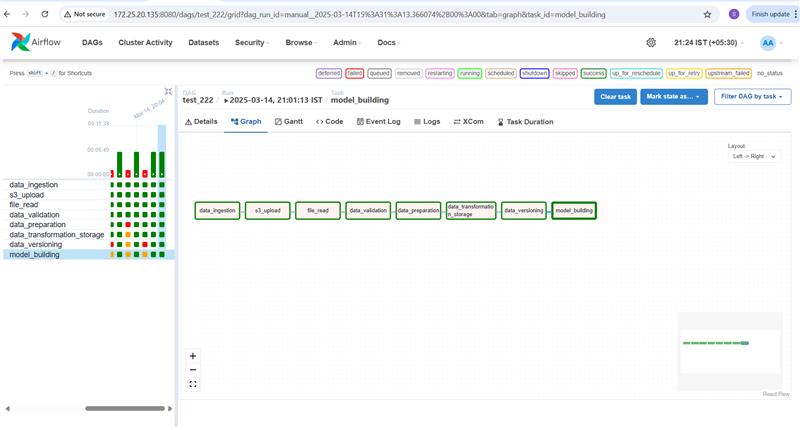 Not secure 172.25.20.135:8080/dags/test_222/grid?dag_run_id=manual__2025-03-14T15%3A31%3A13.366074%2B00%3A00&tab=graph&task_id=model_building
S
Finish update
Airflow DAGs Cluster Activity Datasets Security Browse Admin Docs
21:24 IST (+05:30) AA
Press shift + / for Shortcuts
deferred failed queued removed restarting running scheduled shutdown skipped success up_for_reschedule up_for_retry upstream_failed no_status
DAG Run Task
test_222 / 2025-03-14, 21:01:13 IST / model_building
Clear task Mark state as... Filter DAG by task
Details Graph Gantt Code Event Log Logs XCom Task Duration
Duration
Mar 14, 20:54
00:11:39
00:05:49
00:00:00
data_ingestion
s3_upload
file_read
data_validation
data_preparation
data_transformation_storage
data_versioning
model_building
Layout:
Left -> Right
data_ingestion s3_upload file_read data_validation data_preparation
data_transformatio
n_storage
data_versioning model_building
React Flow